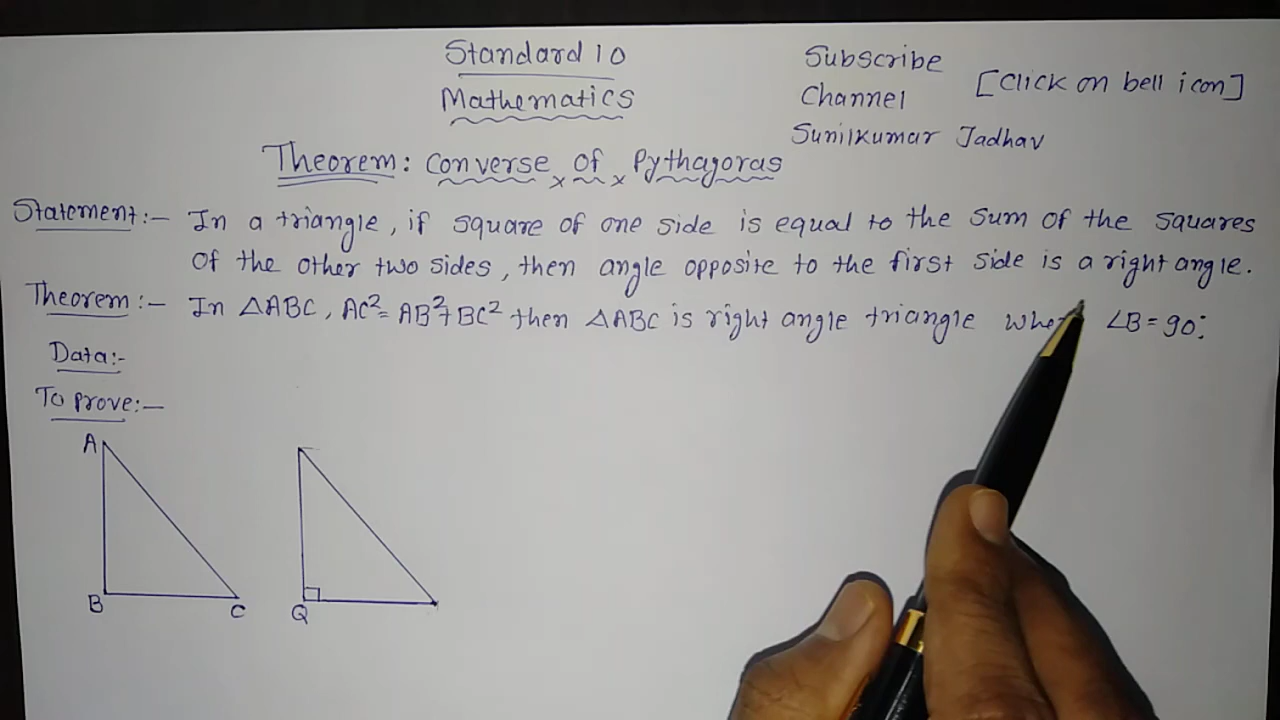 Standard 10
Mathematics
Subscribe
Channel
[Click on bell icon]
Sunilkumar Jadhav
Theorem: Converse of Pythagoras
Statement:- In a triangle, if square of one side is equal to the sum of the squares
of the other two sides, then angle opposite to the first side is a right angle.
Theorem:- In △ABC, AC²= AB²+BC² then △ABC is right angle triangle ∠B=90°.
Data:-
To prove:-
A
B
C
Q